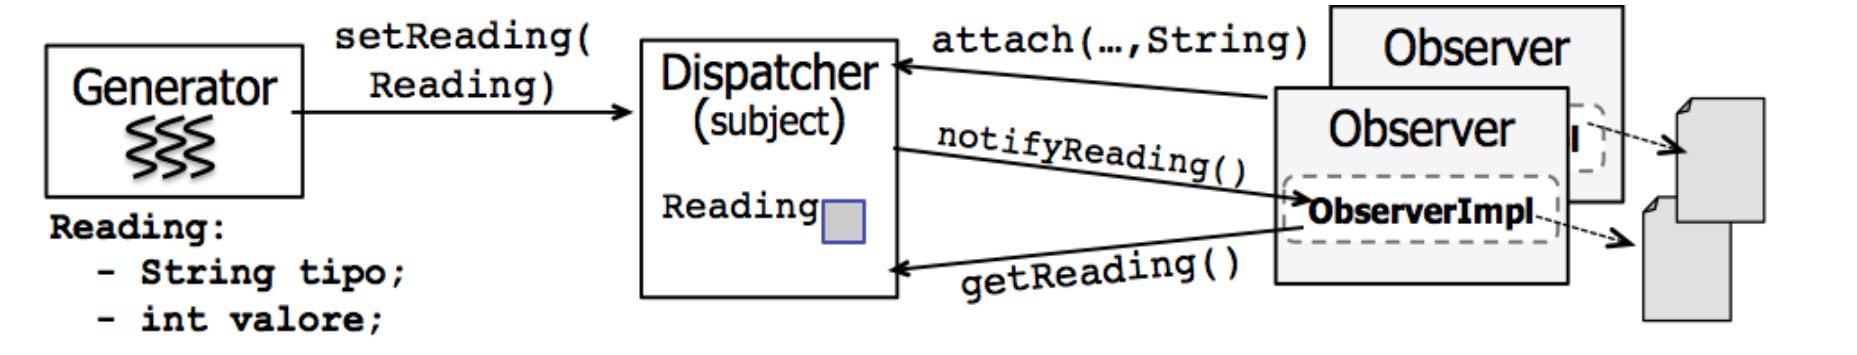 Generator
Reading:
- String tipo;
- int valore;
setReading(
Reading)
Dispatcher
(subject)
Reading
attach(…,String)
notifyReading()
getReading()
Observer
l
Observer
ObserverImpl